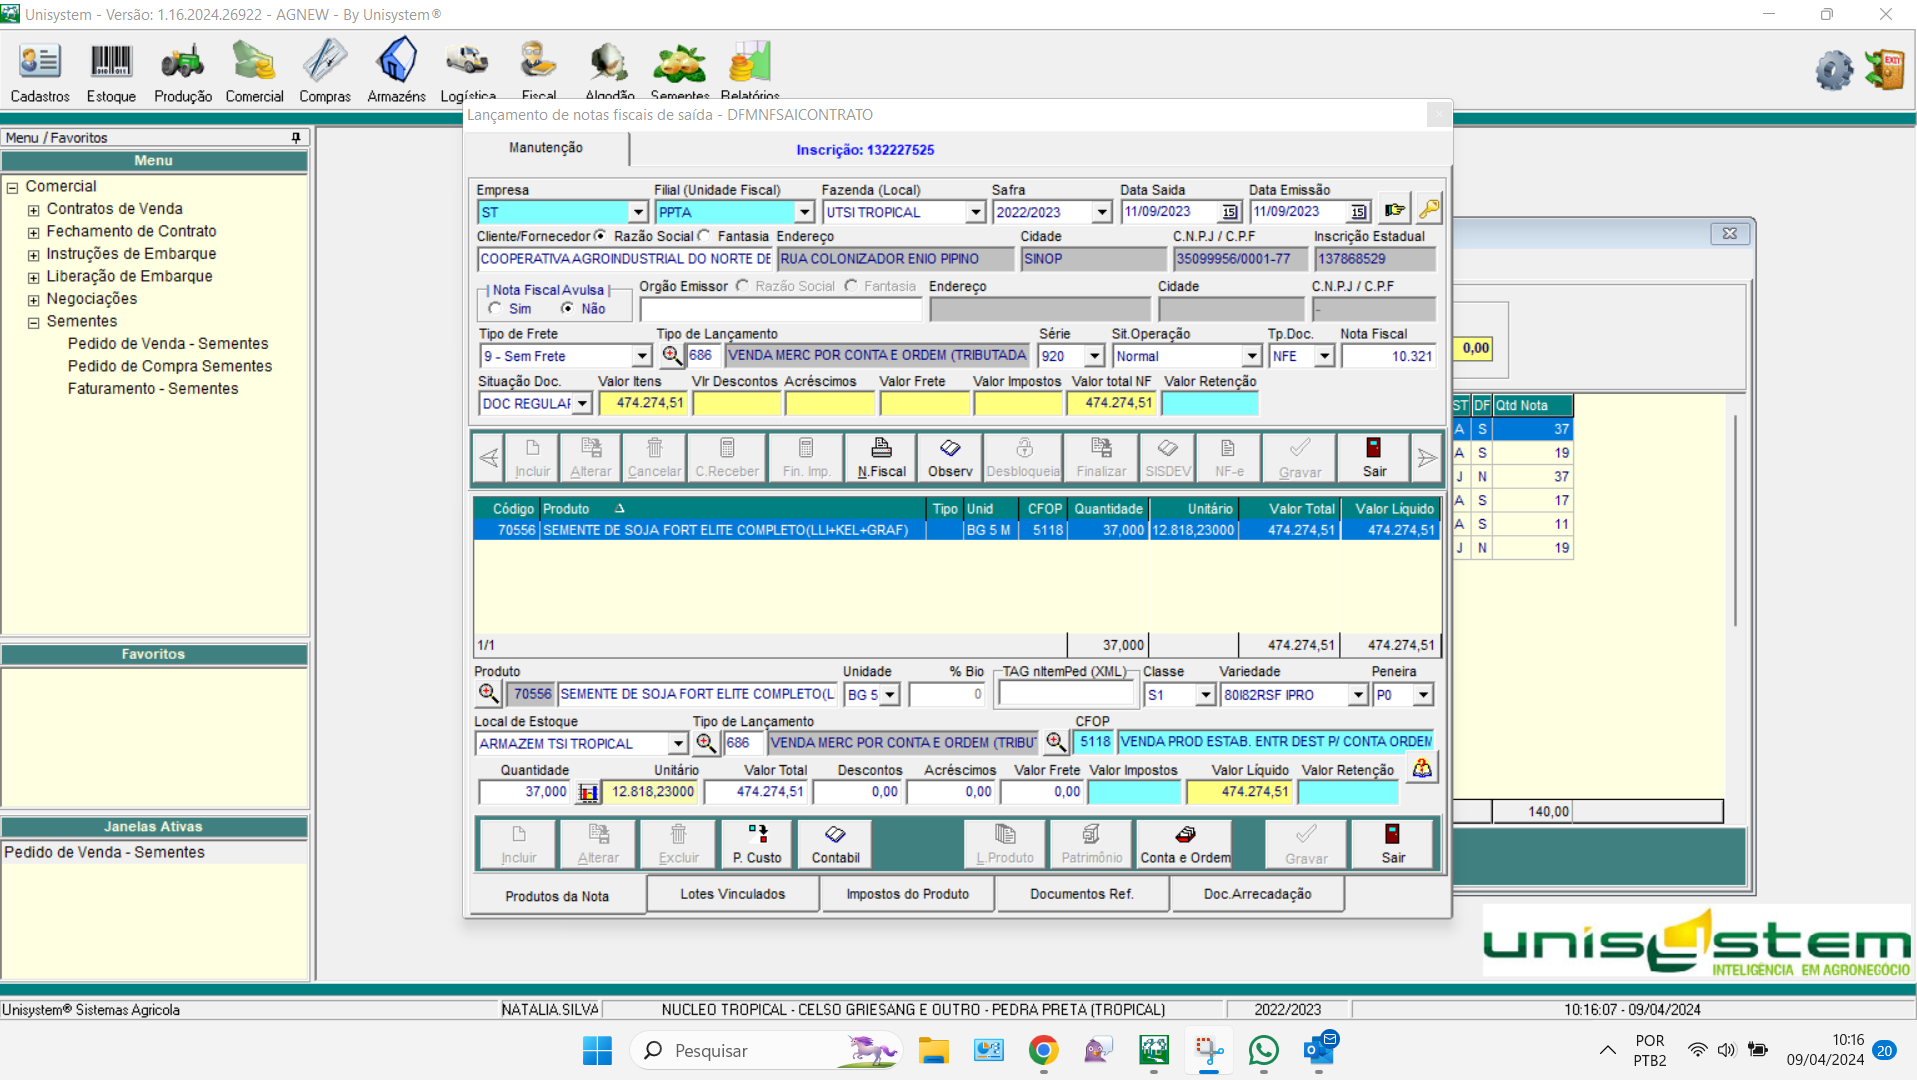 Unisystem - Versão: 1.16.2024.26922 - AGNEW - By Unisystem®
Cadastros Estoque Produção Comercial Compras Armazéns Logística Fiscal Algodão Sementes Relatórios
EXIT
Lançamento de notas fiscais de saída - DFMNFSAICONTRATO
Menu / Favoritos
Menu
Comercial
Contratos de Venda
Fechamento de Contrato
Instruções de Embarque
Liberação de Embarque
Negociações
Sementes
Pedido de Venda - Sementes
Pedido de Compra Sementes
Faturamento - Sementes
Favoritos
Janelas Ativas
Pedido de Venda - Sementes
Manutenção
Inscrição: 132227525
Empresa Filial (Unidade Fiscal) Fazenda (Local) Safra Data Saida Data Emissão
ST PPTA UTSI TROPICAL 2022/2023 11/09/2023 15 11/09/2023 15
Cliente/Fornecedor Razão Social Fantasia Endereço Cidade C.N.P.J / C.P.F Inscrição Estadual
COOPERATIVA AGROINDUSTRIAL DO NORTE DE RUA COLONIZADOR ENIO PIPINO SINOP 35099956/0001-77 137868529
| Nota Fiscal Avulsa | Orgão Emissor Razão Social Fantasia Endereço Cidade C.N.P.J / C.P.F
Sim Não -
Tipo de Frete Tipo de Lançamento Série Sit.Operação Tp.Doc. Nota Fiscal
9 - Sem Frete 686 VENDA MERC POR CONTA E ORDEM (TRIBUTADA 920 Normal NFE 10.321
Situação Doc. Valor Itens Vlr Descontos Acréscimos Valor Frete Valor Impostos Valor total NF Valor Retenção
DOC REGULAR 474.274,51 474.274,51
Incluir Alterar Cancelar C.Receber Fin. Imp. N.Fiscal Observ Desbloqueia Finalizar SISDEV NF-e Gravar Sair
Código Produto Tipo Unid CFOP Quantidade Unitário Valor Total Valor Líquido
70556 SEMENTE DE SOJA FORT ELITE COMPLETO(LLI+KEL+GRAF) BG 5 M 5118 37,000 12.818,23000 474.274,51 474.274,51
1/1 37,000 474.274,51 474.274,51
Produto Unidade % Bio TAG nItemPed (XML) Classe Variedade Peneira
70556 SEMENTE DE SOJA FORT ELITE COMPLETO(L BG 5 0 S1 80I82RSF IPRO P0
Local de Estoque Tipo de Lançamento CFOP
ARMAZEM TSI TROPICAL 686 VENDA MERC POR CONTA E ORDEM (TRIBUT 5118 VENDA PROD ESTAB. ENTR DEST P/ CONTA ORDEM
Quantidade Unitário Valor Total Descontos Acréscimos Valor Frete Valor Impostos Valor Líquido Valor Retenção
37,000 12.818,23000 474.274,51 0,00 0,00 0,00 474.274,51
Incluir Alterar Excluir P. Custo Contabil L.Produto Patrimônio Conta e Ordem Gravar Sair
Produtos da Nota Lotes Vinculados Impostos do Produto Documentos Ref. Doc.Arrecadação
0,00
ST DF Qtd Nota
A S 37
A S 19
J N 37
A S 17
A S 11
J N 19
140,00
unisystem
INTELIGÊNCIA EM AGRONEGÓCIO
Unisystem® Sistemas Agricola NATALIA.SILVA NUCLEO TROPICAL - CELSO GRIESANG E OUTRO - PEDRA PRETA (TROPICAL) 2022/2023 10:16:07 - 09/04/2024
Pesquisar
POR
PTB2
10:16
09/04/2024
20